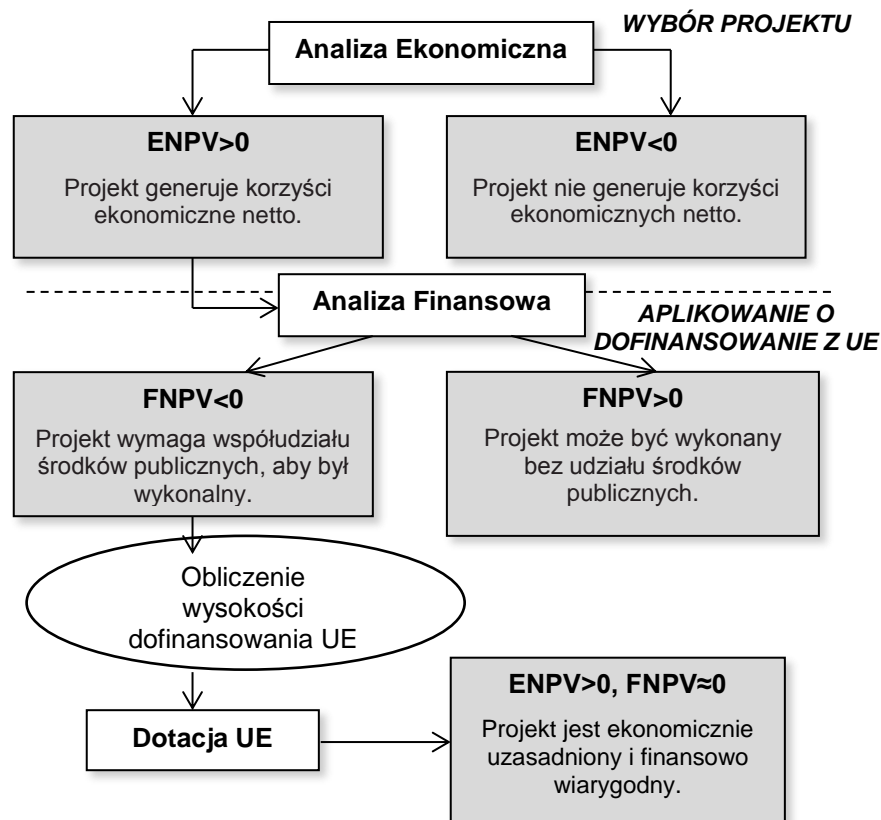 WYBÓR PROJEKTU
Analiza Ekonomiczna
ENPV>0
Projekt generuje korzyści
ekonomiczne netto.
ENPV<0
Projekt nie generuje korzyści
ekonomicznych netto.
Analiza Finansowa
APLIKOWANIE O
DOFINANSOWANIE Z UE
FNPV<0
Projekt wymaga współudziału
środków publicznych, aby był
wykonalny.
FNPV>0
Projekt może być wykonany
bez udziału środków
publicznych.
Obliczenie
wysokości
dofinansowania UE
Dotacja UE
ENPV>0, FNPV≈0
Projekt jest ekonomicznie
uzasadniony i finansowo
wiarygodny.